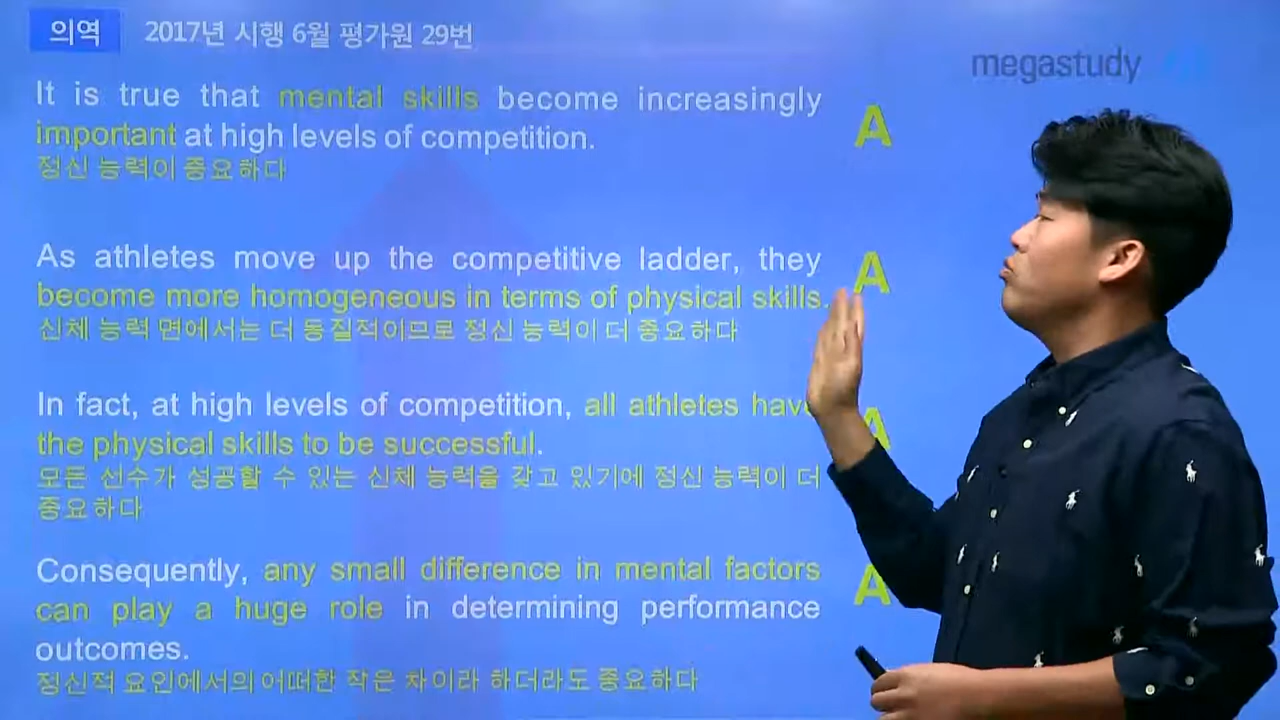 의역 2017년 시행 6월 평가원 29번
megastudy
It is true that mental skills become increasingly A
important at high levels of competition.
정신 능력이 중요하다
As athletes move up the competitive ladder, they A
become more homogeneous in terms of physical skills.
신체 능력 면에서는 더 동질적이므로 정신 능력이 더 중요하다
In fact, at high levels of competition, all athletes have A
the physical skills to be successful.
모든 선수가 성공할 수 있는 신체 능력을 갖고 있기에 정신 능력이 더
중요하다
Consequently, any small difference in mental factors A
can play a huge role in determining performance
outcomes.
정신적 요인에서의 어떠한 작은 차이라 하더라도 중요하다